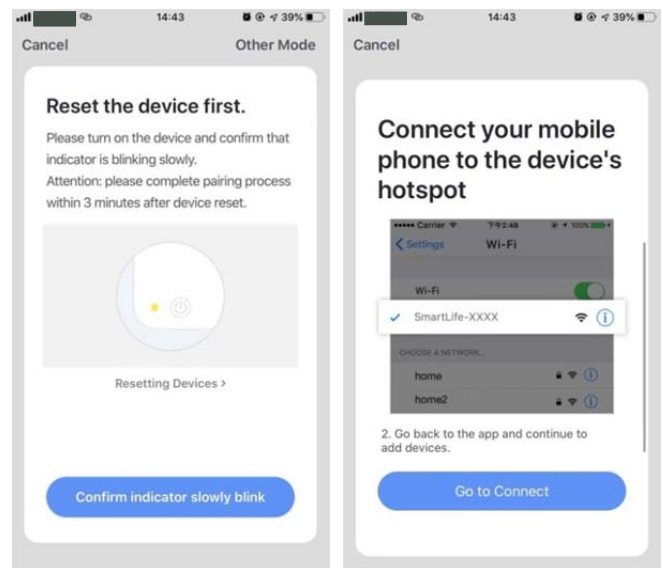 14:43
39%
Cancel
Other Mode
Reset the device first.
Please turn on the device and confirm that
indicator is blinking slowly.
Attention: please complete pairing process
within 3 minutes after device reset.
Resetting Devices >
Confirm indicator slowly blink
14:43
39%
Cancel
Connect your mobile
phone to the device's
hotspot
Carrier
下午2:48
100%
Settings
Wi-Fi
Wi-Fi
SmartLife-XXXX
CHOOSE A NETWORK...
home
home2
2. Go back to the app and continue to
add devices.
Go to Connect